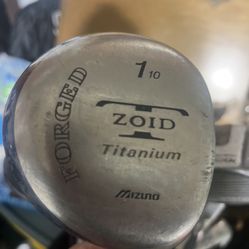 1 10
FORGED
T
ZOID
Titanium
MIZUNO